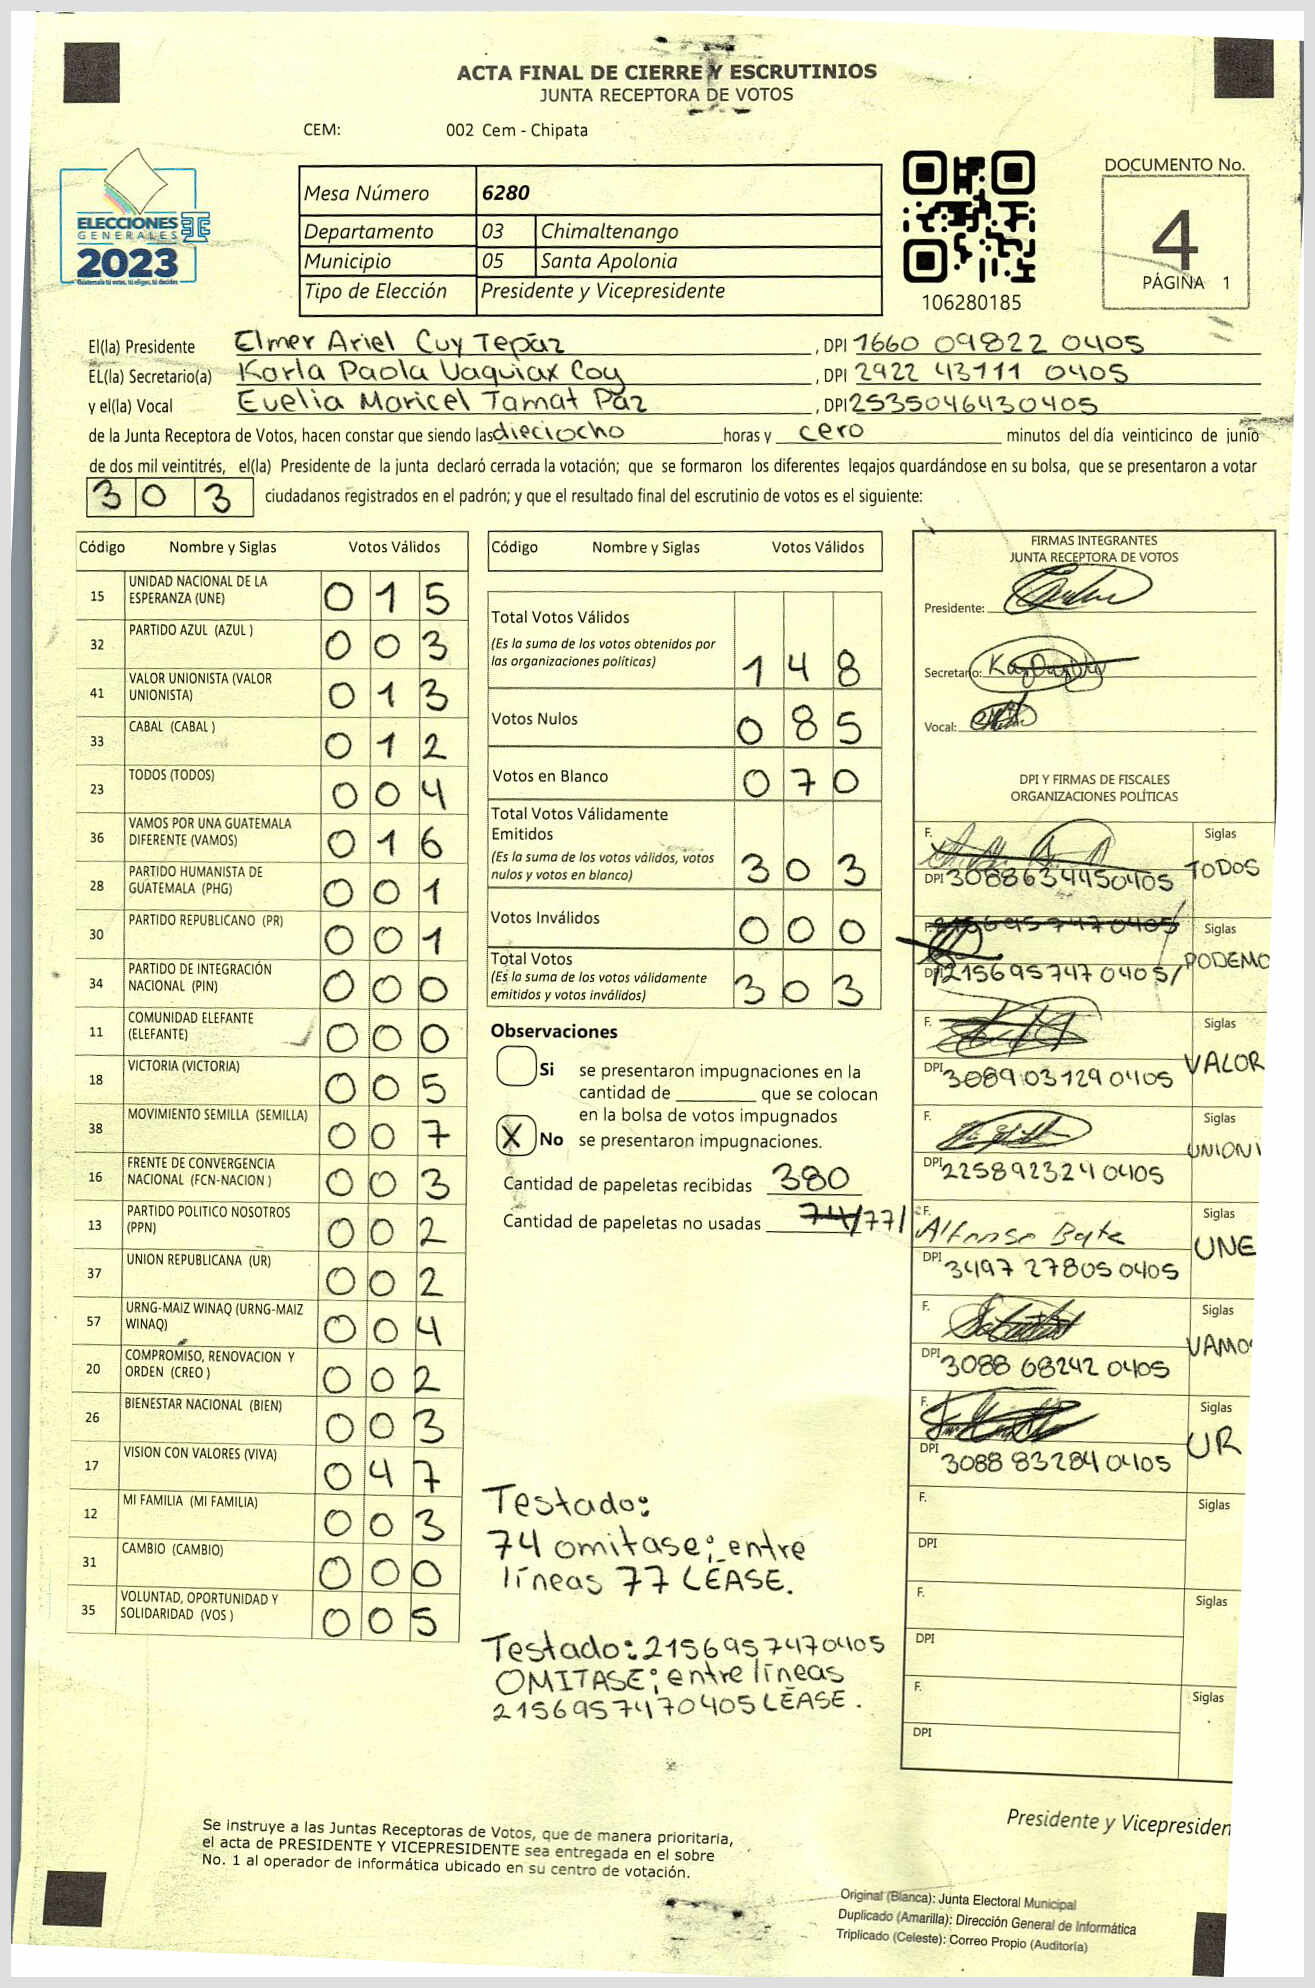 ACTA FINAL DE CIERRE Y ESCRUTINIOS
JUNTA RECEPTORA DE VOTOS
CEM: 002 Cem - Chipata
ELECCIONES
GENERALES
2023
Guatemala tú votas, tú eliges, tú decides
Mesa Número 6280
Departamento 03 Chimaltenango
Municipio 05 Santa Apolonia
Tipo de Elección Presidente y Vicepresidente
106280185
DOCUMENTO No.
4
PÁGINA 1
El(la) Presidente Elmer Ariel Cuy Tepáz, DPI 1660 09822 0405
EL(la) Secretario(a) Karla Paola Vaquiax Coy, DPI 2922 43111 0405
y el(la) Vocal Evelia Maricel Tamat Paz, DPI 2535046430405
de la Junta Receptora de Votos, hacen constar que siendo las dieciocho horas y cero minutos del día veinticinco de junio
de dos mil veintitrés, el(la) Presidente de la junta declaró cerrada la votación; que se formaron los diferentes legajos guardándose en su bolsa, que se presentaron a votar
303 ciudadanos registrados en el padrón; y que el resultado final del escrutinio de votos es el siguiente:
Código Nombre y Siglas Votos Válidos
15 UNIDAD NACIONAL DE LA ESPERANZA (UNE) 015
32 PARTIDO AZUL (AZUL ) 003
41 VALOR UNIONISTA (VALOR UNIONISTA) 013
33 CABAL (CABAL ) 012
23 TODOS (TODOS) 004
36 VAMOS POR UNA GUATEMALA DIFERENTE (VAMOS) 016
28 PARTIDO HUMANISTA DE GUATEMALA (PHG) 001
30 PARTIDO REPUBLICANO (PR) 001
34 PARTIDO DE INTEGRACIÓN NACIONAL (PIN) 000
11 COMUNIDAD ELEFANTE (ELEFANTE) 000
18 VICTORIA (VICTORIA) 005
38 MOVIMIENTO SEMILLA (SEMILLA) 007
16 FRENTE DE CONVERGENCIA NACIONAL (FCN-NACION ) 003
13 PARTIDO POLITICO NOSOTROS (PPN) 002
37 UNION REPUBLICANA (UR) 002
57 URNG-MAIZ WINAQ (URNG-MAIZ WINAQ) 004
20 COMPROMISO, RENOVACION Y ORDEN (CREO ) 002
26 BIENESTAR NACIONAL (BIEN) 003
17 VISION CON VALORES (VIVA) 047
12 MI FAMILIA (MI FAMILIA) 003
31 CAMBIO (CAMBIO) 000
35 VOLUNTAD, OPORTUNIDAD Y SOLIDARIDAD (VOS ) 005
Código Nombre y Siglas Votos Válidos
Total Votos Válidos
(Es la suma de los votos obtenidos por
las organizaciones políticas) 148
Votos Nulos 085
Votos en Blanco 070
Total Votos Válidamente
Emitidos
(Es la suma de los votos válidos, votos
nulos y votos en blanco) 303
Votos Inválidos 000
Total Votos
(Es la suma de los votos válidamente
emitidos y votos inválidos) 303
Observaciones
Si se presentaron impugnaciones en la
cantidad de ________ que se colocan
en la bolsa de votos impugnados
X No se presentaron impugnaciones.
Cantidad de papeletas recibidas 380
Cantidad de papeletas no usadas 74/77/
Testado:
74 omitase; entre
líneas 77 LÉASE.
Testado: 2156957470405
OMITASE; entre líneas
2156957470405 LÉASE.
FIRMAS INTEGRANTES
JUNTA RECEPTORA DE VOTOS
Presidente:
Secretario:
Vocal:
DPI Y FIRMAS DE FISCALES
ORGANIZACIONES POLÍTICAS
F. Siglas
DPI 3088634450405 TODOS
F. 2156957470405 Siglas
DPI 2156957470405/ PODEMO
F. Siglas
DPI 3089031290405 VALOR
F. Siglas
DPI 2258923240405 UNIONI
F. Alfonso Siglas
DPI 3497 27805 0405 UNE
F. Siglas
DPI 3088 68242 0405 VAMOS
F. Siglas
DPI 3088 83284 0405 UR
F. Siglas
DPI
F. Siglas
DPI
F. Siglas
DPI
Presidente y Vicepresiden
Se instruye a las Juntas Receptoras de Votos, que de manera prioritaria,
el acta de PRESIDENTE Y VICEPRESIDENTE sea entregada en el sobre
No. 1 al operador de informática ubicado en su centro de votación.
Original (Blanca): Junta Electoral Municipal
Duplicado (Amarilla): Dirección General de Informática
Triplicado (Celeste): Correo Propio (Auditoría)